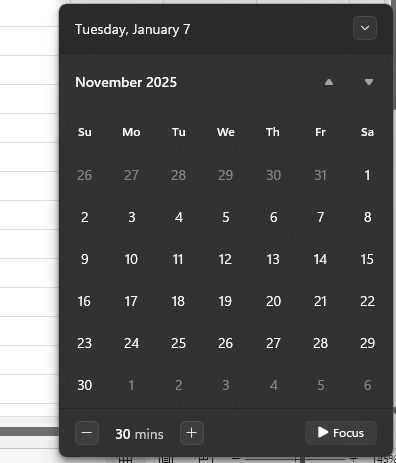 Tuesday, January 7
November 2025
Su Mo Tu We Th Fr Sa
26 27 28 29 30 31 1
2 3 4 5 6 7 8
9 10 11 12 13 14 15
16 17 18 19 20 21 22
23 24 25 26 27 28 29
30 1 2 3 4 5 6
30 mins
Focus